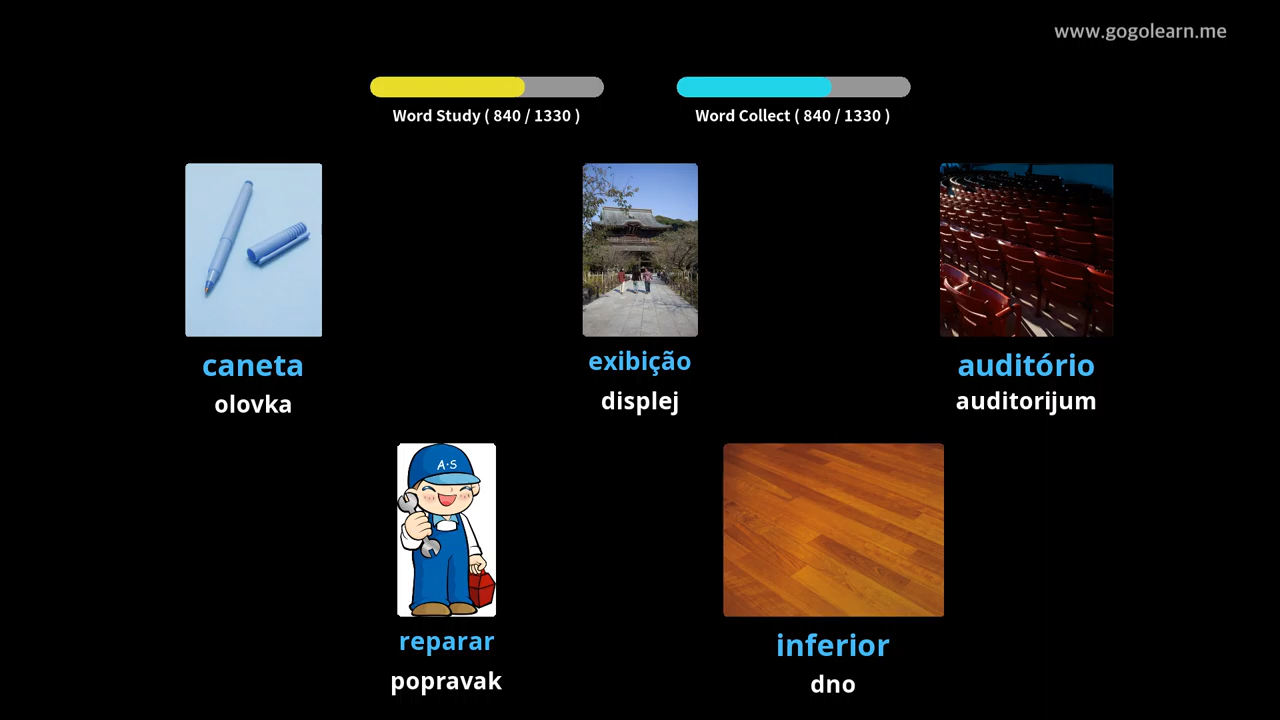 www.gogolearn.me
Word Study ( 840 / 1330 )
Word Collect ( 840 / 1330 )
caneta
olovka
exibição
displej
auditório
auditorijum
A·S
reparar
popravak
inferior
dno